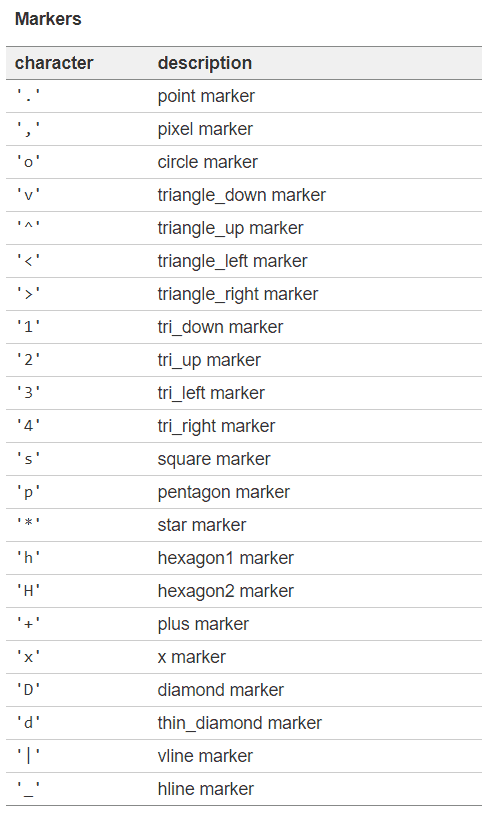 Markers
character description
'.' point marker
',' pixel marker
'o' circle marker
'v' triangle_down marker
'^' triangle_up marker
'<' triangle_left marker
'>' triangle_right marker
'1' tri_down marker
'2' tri_up marker
'3' tri_left marker
'4' tri_right marker
's' square marker
'p' pentagon marker
'*' star marker
'h' hexagon1 marker
'H' hexagon2 marker
'+' plus marker
'x' x marker
'D' diamond marker
'd' thin_diamond marker
'|' vline marker
'_' hline marker